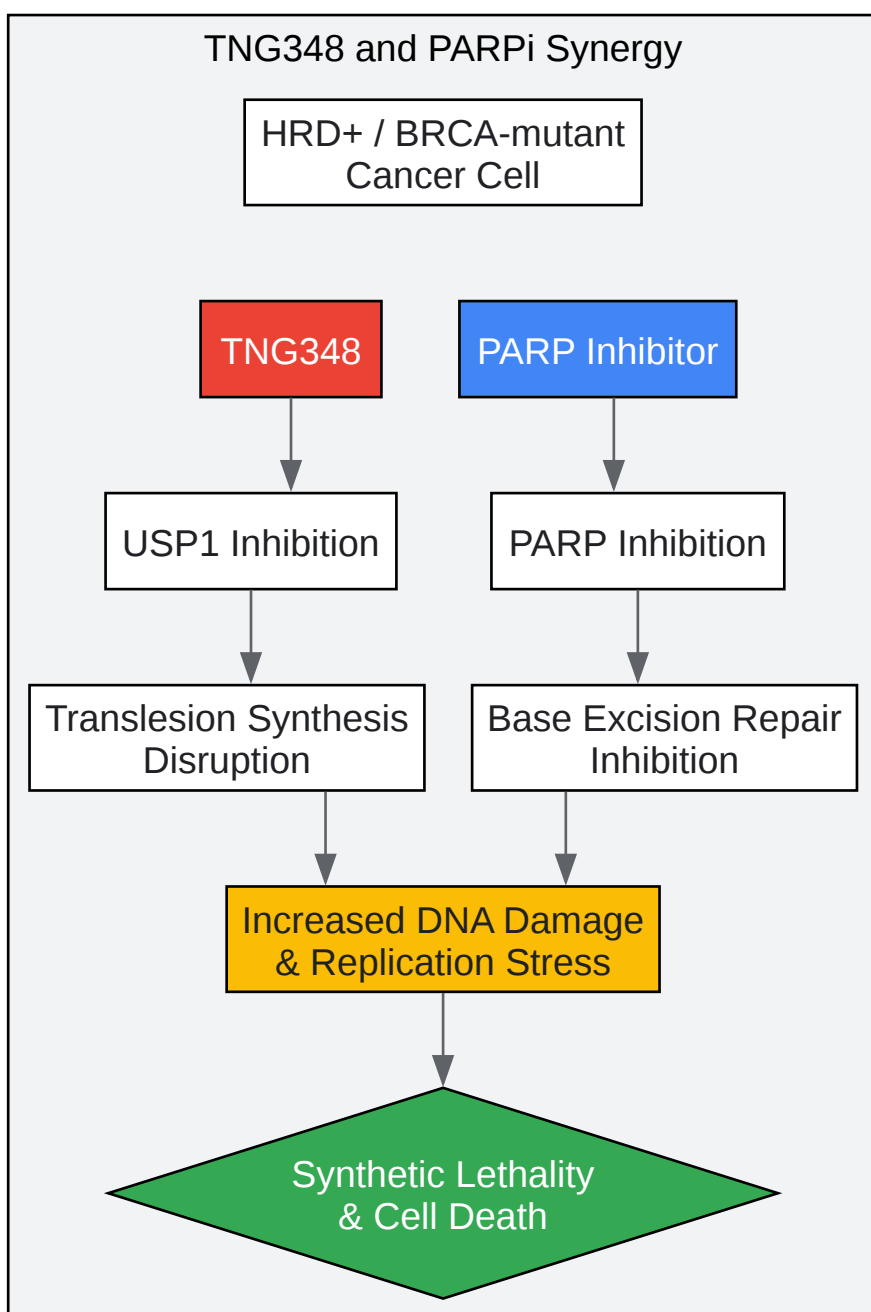 TNG348 and PARPi Synergy
HRD+ / BRCA-mutant
Cancer Cell
TNG348
PARP Inhibitor
USP1 Inhibition
PARP Inhibition
Translesion Synthesis
Disruption
Base Excision Repair
Inhibition
Increased DNA Damage
& Replication Stress
Synthetic Lethality
& Cell Death